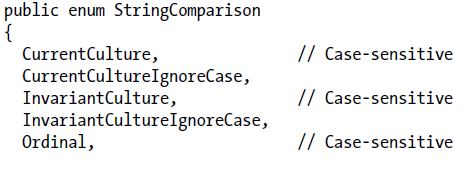 public enum StringComparison
{
  CurrentCulture,                 // Case-sensitive
  CurrentCultureIgnoreCase,
  InvariantCulture,               // Case-sensitive
  InvariantCultureIgnoreCase,
  Ordinal,                        // Case-sensitive